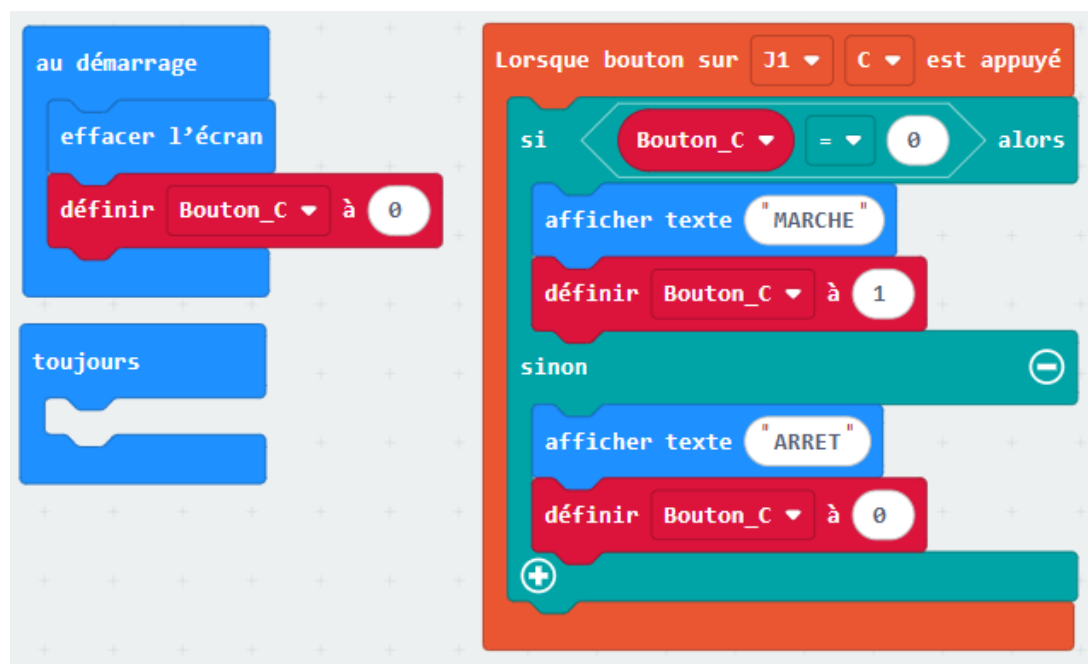 au démarrage
effacer l’écran
définir Bouton_C à 0
toujours
Lorsque bouton sur J1 C est appuyé
si Bouton_C = 0 alors
afficher texte "MARCHE"
définir Bouton_C à 1
sinon
afficher texte "ARRET"
définir Bouton_C à 0